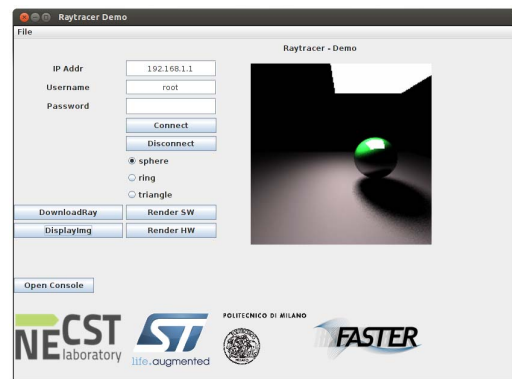 Raytracer Demo
File
Raytracer - Demo
IP Addr
192.168.1.1
Username
root
Password
Connect
Disconnect
sphere
ring
triangle
DownloadRay
Render SW
DisplayImg
Render HW
Open Console
NECST
laboratory
ST
life.augmented
POLITECNICO DI MILANO
FASTER